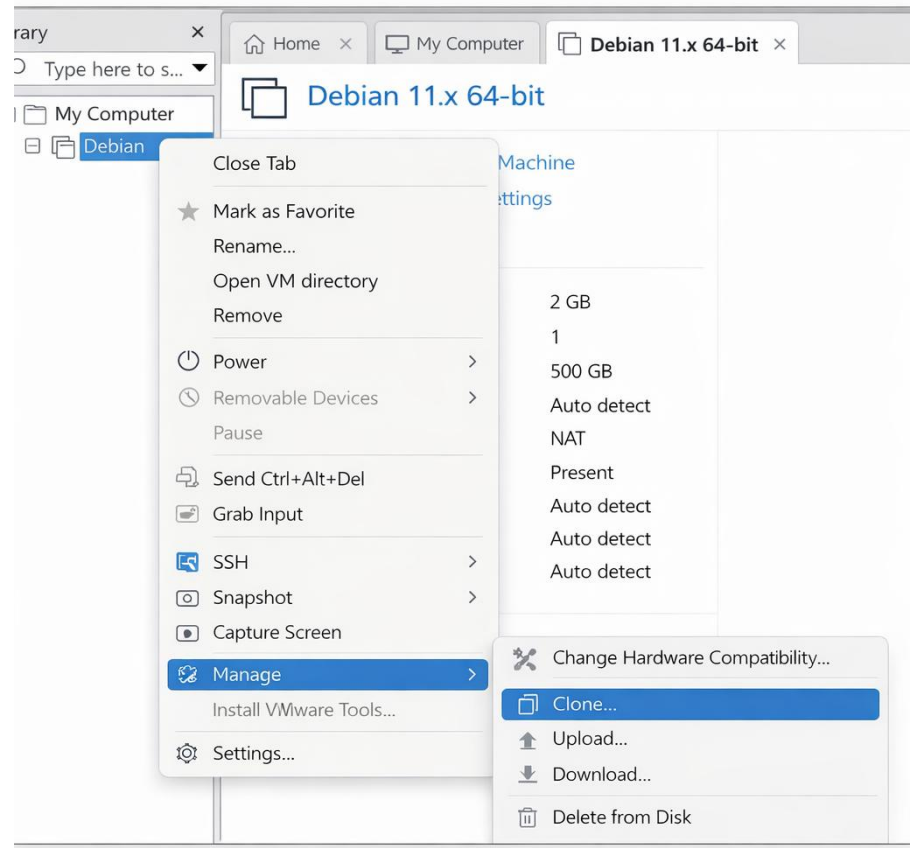 rary ×
Type here to s...
Home × My Computer Debian 11.x 64-bit ×
Debian 11.x 64-bit
My Computer
Debian
Machine
ettings
Close Tab
Mark as Favorite
Rename...
Open VM directory
Remove
Power
Removable Devices
Pause
Send Ctrl+Alt+Del
Grab Input
SSH
Snapshot
Capture Screen
Manage
Install VMware Tools...
Settings...
2 GB
1
500 GB
Auto detect
NAT
Present
Auto detect
Auto detect
Auto detect
Change Hardware Compatibility...
Clone...
Upload...
Download...
Delete from Disk